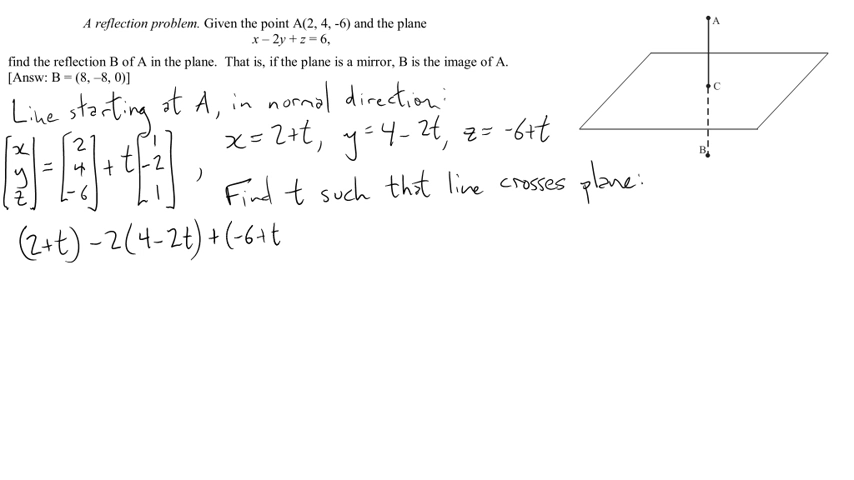 A reflection problem. Given the point A(2, 4, -6) and the plane
x – 2y + z = 6,
find the reflection B of A in the plane. That is, if the plane is a mirror, B is the image of A.
[Answ: B = (8, –8, 0)]
A
C
B
Line starting at A, in normal direction:
[x y z] = [2 4 -6] + t[1 -2 1], x = 2+t, y = 4-2t, z = -6+t
Find t such that line crosses plane:
(2+t) - 2(4-2t) + (-6+t